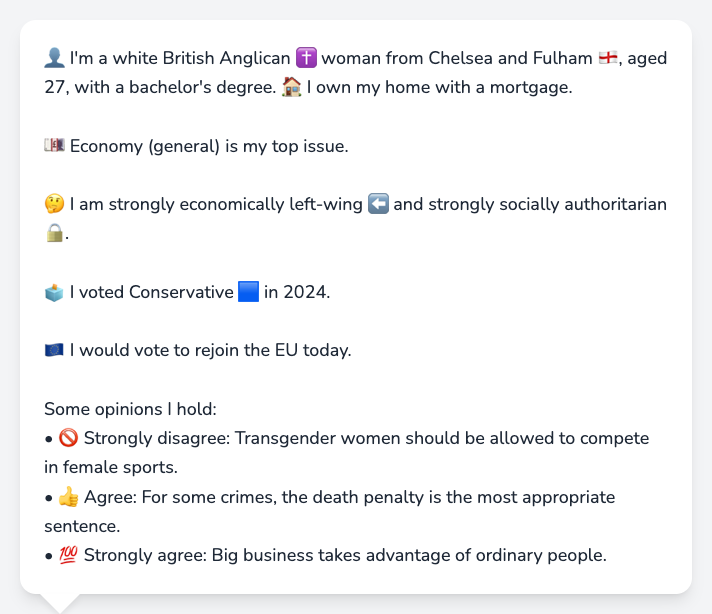 👤 I'm a white British Anglican ✝️ woman from Chelsea and Fulham 🏴󠁧󠁢󠁥󠁮󠁧󠁿, aged
27, with a bachelor's degree. 🏠 I own my home with a mortgage.
💷 Economy (general) is my top issue.
🤔 I am strongly economically left-wing ⬅️ and strongly socially authoritarian
🔒.
🗳️ I voted Conservative 🟦 in 2024.
🇪🇺 I would vote to rejoin the EU today.
Some opinions I hold:
• 🚫 Strongly disagree: Transgender women should be allowed to compete
in female sports.
• 👍 Agree: For some crimes, the death penalty is the most appropriate
sentence.
• 💯 Strongly agree: Big business takes advantage of ordinary people.